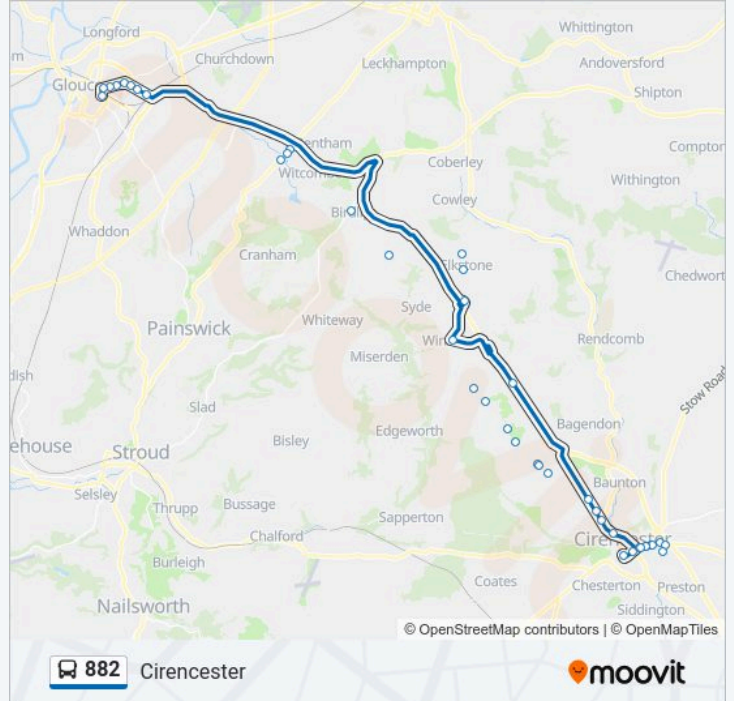 Longford
Whittington
Churchdown
Leckhampton
Andoversford
Shipton
Coberley
Withington
Cowley
Whaddon
Cranham
Syde
Whiteway
Painswick
Miserden
Rendcomb
Stow Road
Slad
Bisley
Edgeworth
Bagendon
Stroud
Selsley
Baunton
Thrupp
Bussage
Sapperton
Chalford
Burleigh
Coates
Chesterton
Preston
Nailsworth
Siddington
© OpenStreetMap contributors | © OpenMapTiles
882 Cirencester
moovit